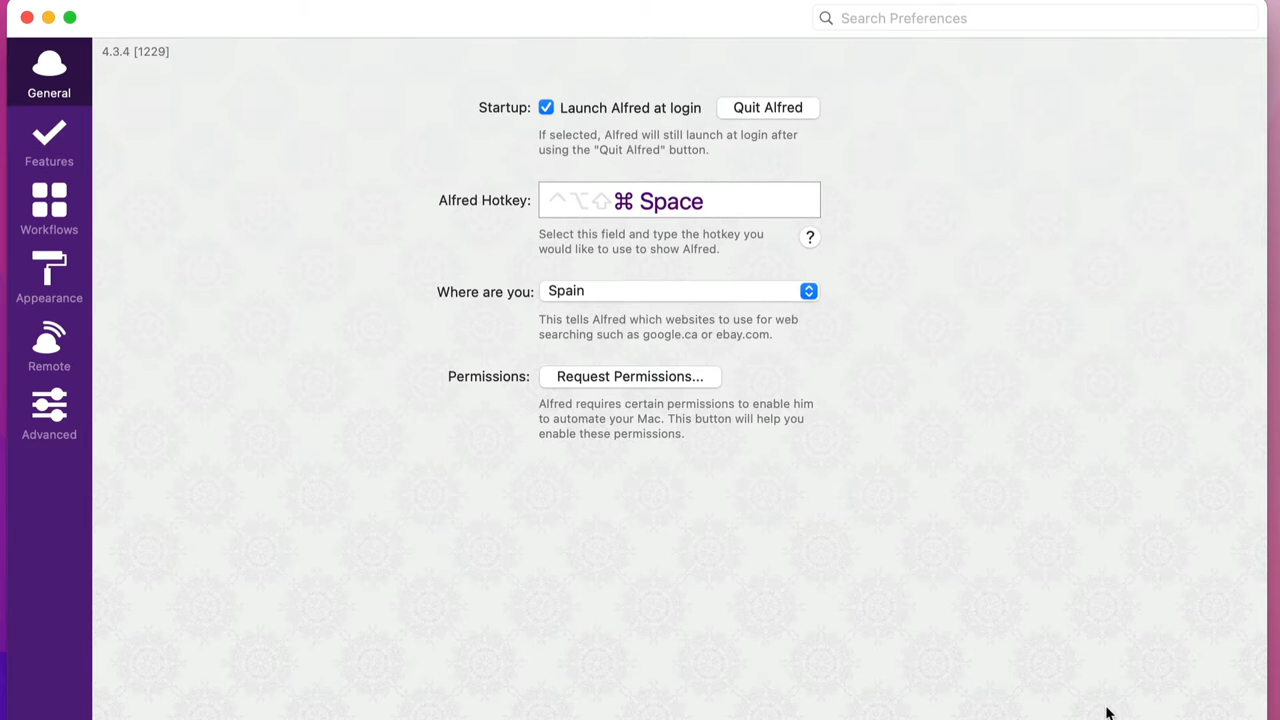 Search Preferences
4.3.4 [1229]
General
Features
Workflows
Appearance
Remote
Advanced
Startup: Launch Alfred at login Quit Alfred
If selected, Alfred will still launch at login after
using the "Quit Alfred" button.
Alfred Hotkey: ^⌥⇧⌘ Space
Select this field and type the hotkey you
would like to use to show Alfred.
?
Where are you: Spain
This tells Alfred which websites to use for web
searching such as google.ca or ebay.com.
Permissions: Request Permissions...
Alfred requires certain permissions to enable him
to automate your Mac. This button will help you
enable these permissions.